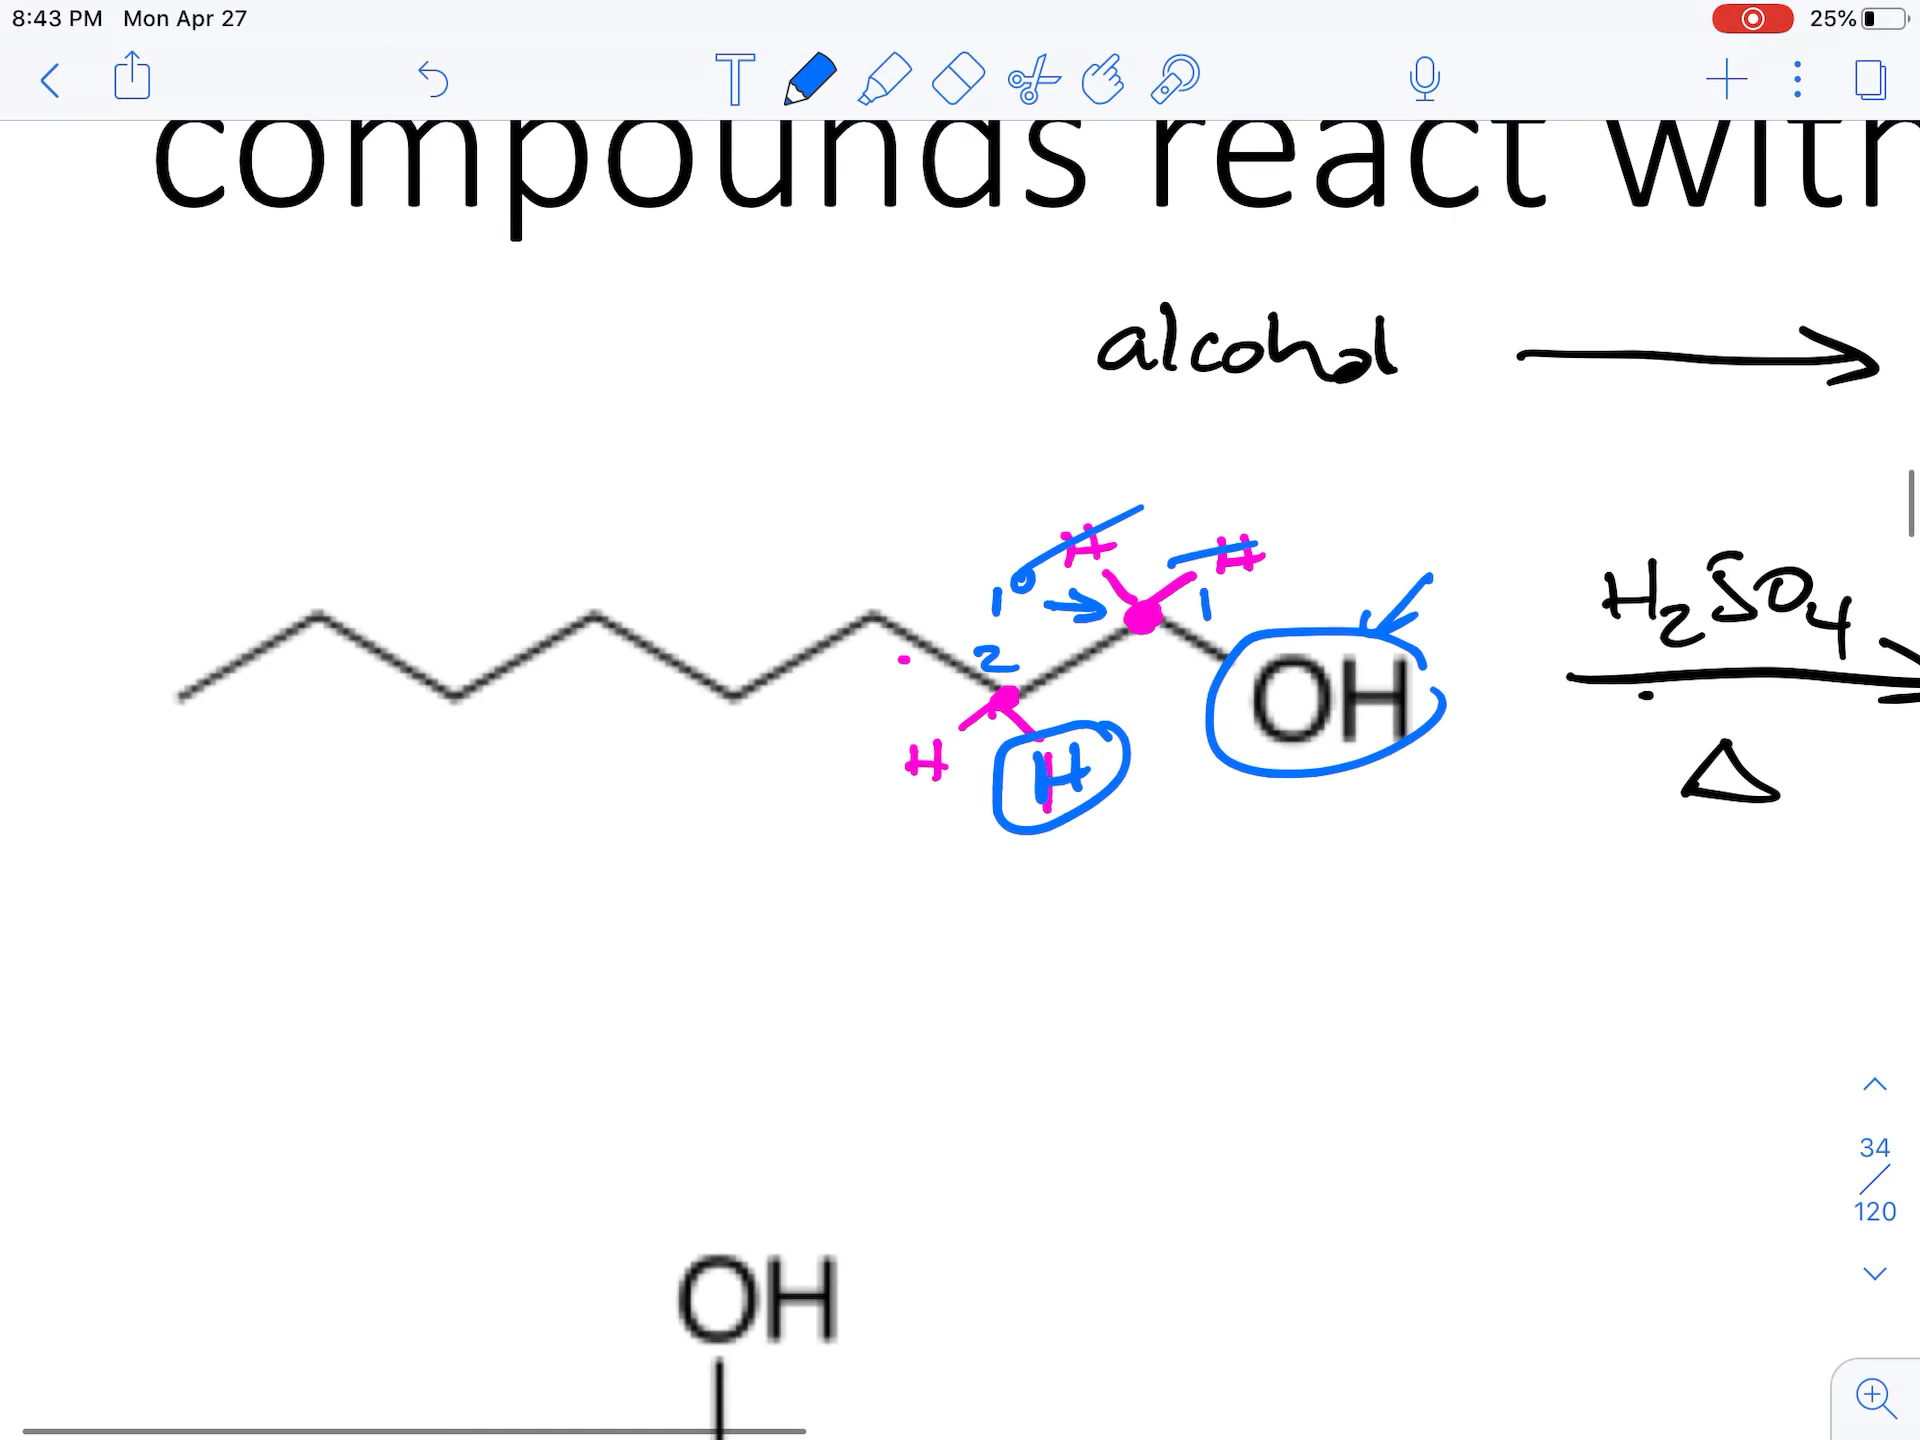 8:43 PM Mon Apr 27
25%
T
compounds react with
alcohol
H H
1° 1
H₂SO₄
2
OH
H H
Δ
34
120
OH